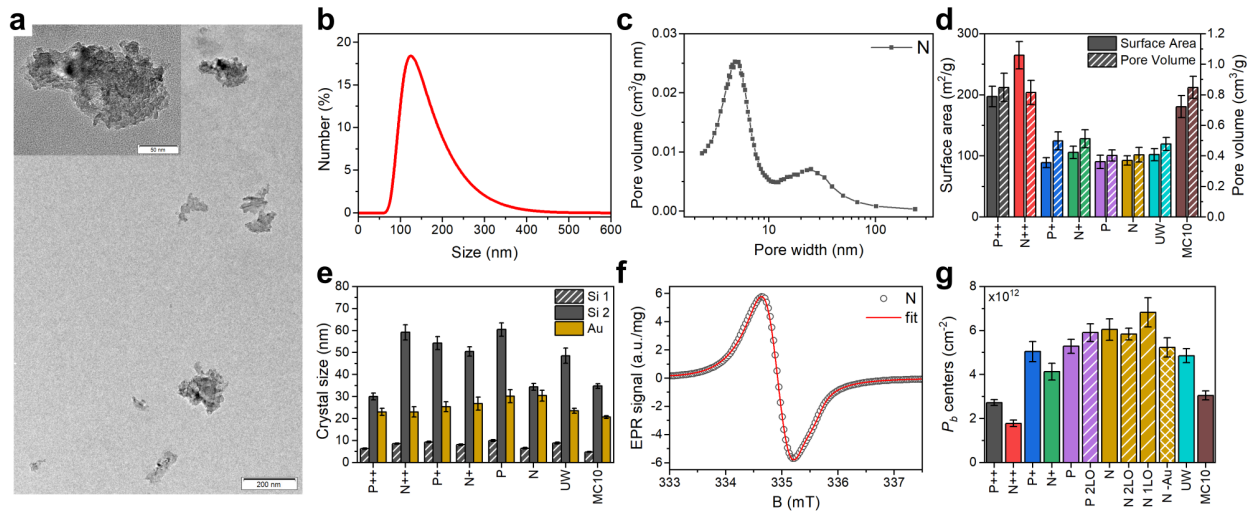 a
50 nm
200 nm
b
Number (%)
20
15
10
5
0
0 100 200 300 400 500 600
Size (nm)
c
Pore volume (cm³/g nm)
0.03
0.02
0.01
0.00
N
10 100
Pore width (nm)
d
Surface area (m²/g)
300
200
100
0
Surface Area
Pore Volume
1.2
1.0
0.8
0.6
0.4
0.2
0.0
Pore volume (cm³/g)
P++ N++ P+ N+ P N UW MC10
e
Crystal size (nm)
80
70
60
50
40
30
20
10
0
Si 1
Si 2
Au
P++ N++ P+ N+ P N UW MC10
f
EPR signal (a.u./mg)
6
4
2
0
-2
-4
-6
N
fit
333 334 335 336 337
B (mT)
g
x10¹²
P_b centers (cm⁻²)
8
6
4
2
0
P++ N++ P+ N+ P P 2LO N N 2LO N 1LO N -Au UW MC10